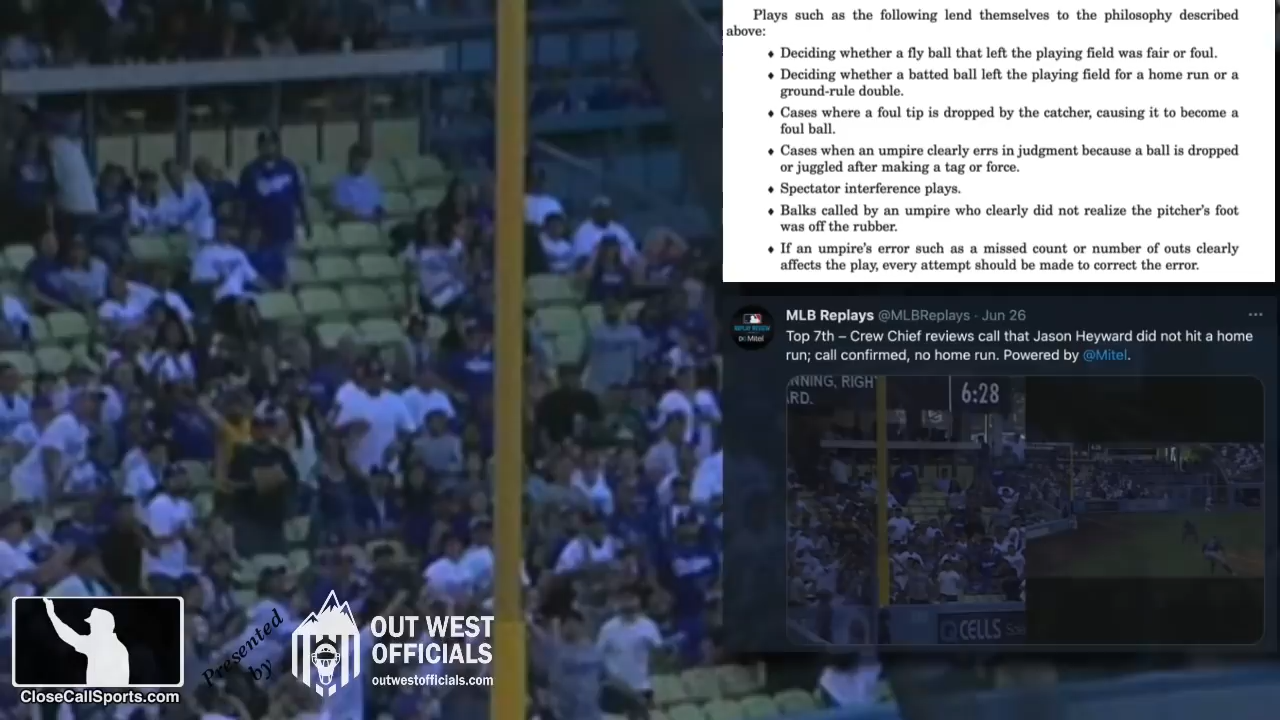 Plays such as the following lend themselves to the philosophy described
above:
♦ Deciding whether a fly ball that left the playing field was fair or foul.
♦ Deciding whether a batted ball left the playing field for a home run or a
ground-rule double.
♦ Cases where a foul tip is dropped by the catcher, causing it to become a
foul ball.
♦ Cases when an umpire clearly errs in judgment because a ball is dropped
or juggled after making a tag or force.
♦ Spectator interference plays.
♦ Balks called by an umpire who clearly did not realize the pitcher's foot
was off the rubber.
♦ If an umpire's error such as a missed count or number of outs clearly
affects the play, every attempt should be made to correct the error.
MLB Replays @MLBReplays · Jun 26
Top 7th – Crew Chief reviews call that Jason Heyward did not hit a home
run; call confirmed, no home run. Powered by @Mitel.
REPLAY REVIEW
Mitel
NNING, RIGH
RD.
6:28
CELLS
Presented
by
OUT WEST
OFFICIALS
outwestofficials.com
CloseCallSports.com